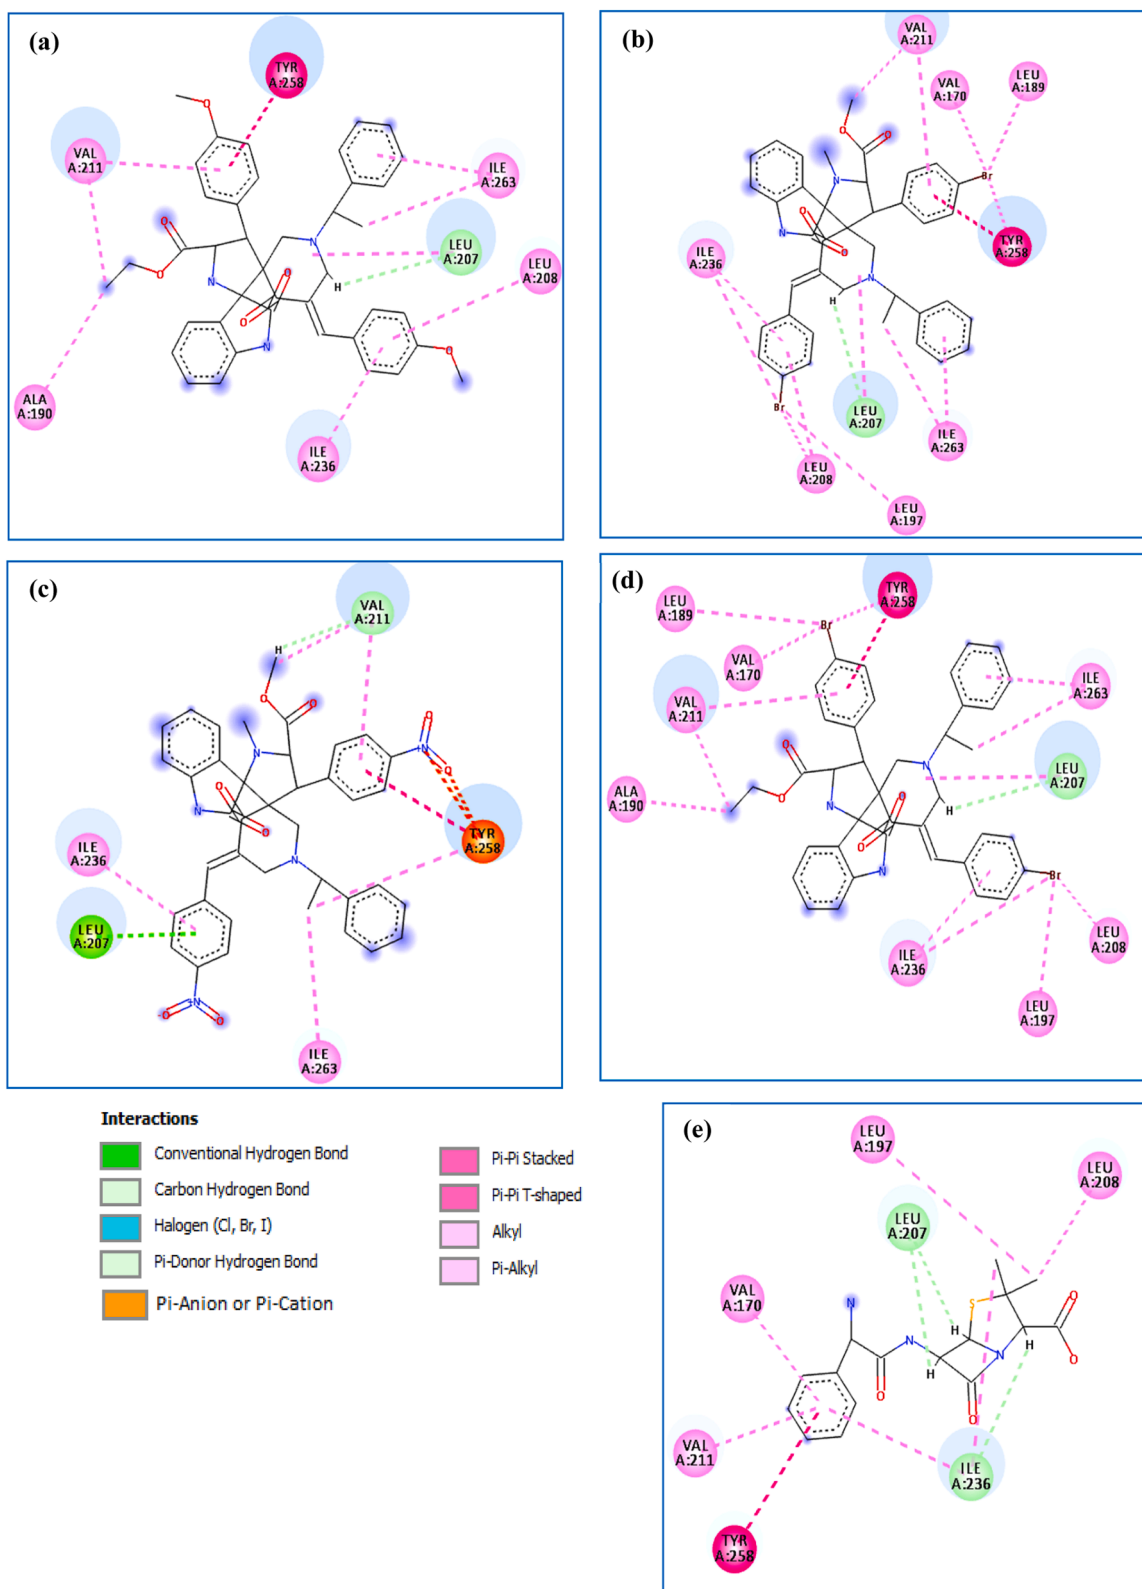 (a)
TYR
A:258
VAL
A:211
ILE
A:263
LEU
A:207
LEU
A:208
ALA
A:190
ILE
A:236
O
O
O
N
N
O
O
H
N
O
(b)
VAL
A:211
VAL
A:170
LEU
A:189
TYR
A:258
ILE
A:236
LEU
A:207
ILE
A:263
LEU
A:208
LEU
A:197
O
O
N
Br
O
N
O
N
H
Br
(c)
VAL
A:211
H
O
O
N
O
N
O
O
N
O
N
TYR
A:258
ILE
A:236
LEU
A:207
N
-O
O
ILE
A:263
(d)
TYR
A:258
LEU
A:189
VAL
A:170
VAL
A:211
ILE
A:263
LEU
A:207
ALA
A:190
ILE
A:236
LEU
A:208
LEU
A:197
Br
O
O
N
N
O
O
H
N
Br
Interactions
Conventional Hydrogen Bond
Carbon Hydrogen Bond
Halogen (Cl, Br, I)
Pi-Donor Hydrogen Bond
Pi-Anion or Pi-Cation
Pi-Pi Stacked
Pi-Pi T-shaped
Alkyl
Pi-Alkyl
(e)
LEU
A:197
LEU
A:208
LEU
A:207
VAL
A:170
VAL
A:211
ILE
A:236
TYR
A:258
N
S
H
N
O
H
N
H
O
O
O